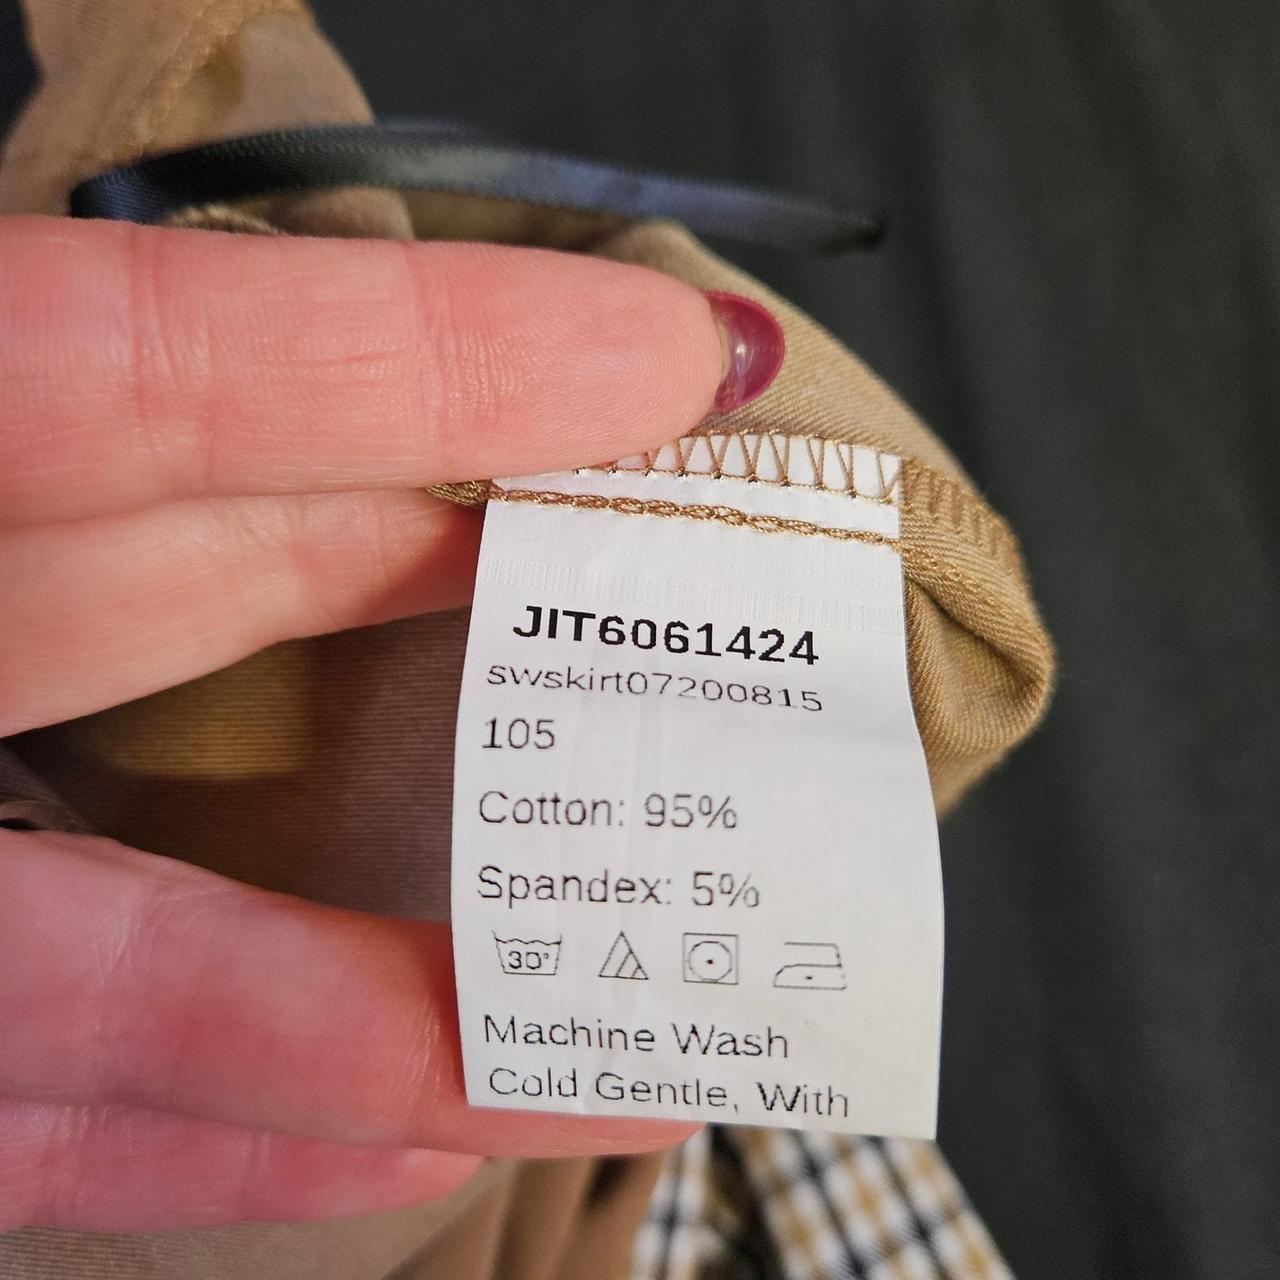 JIT6061424
swskirt07200815
105
Cotton: 95%
Spandex: 5%
30°
Machine Wash
Cold Gentle, With